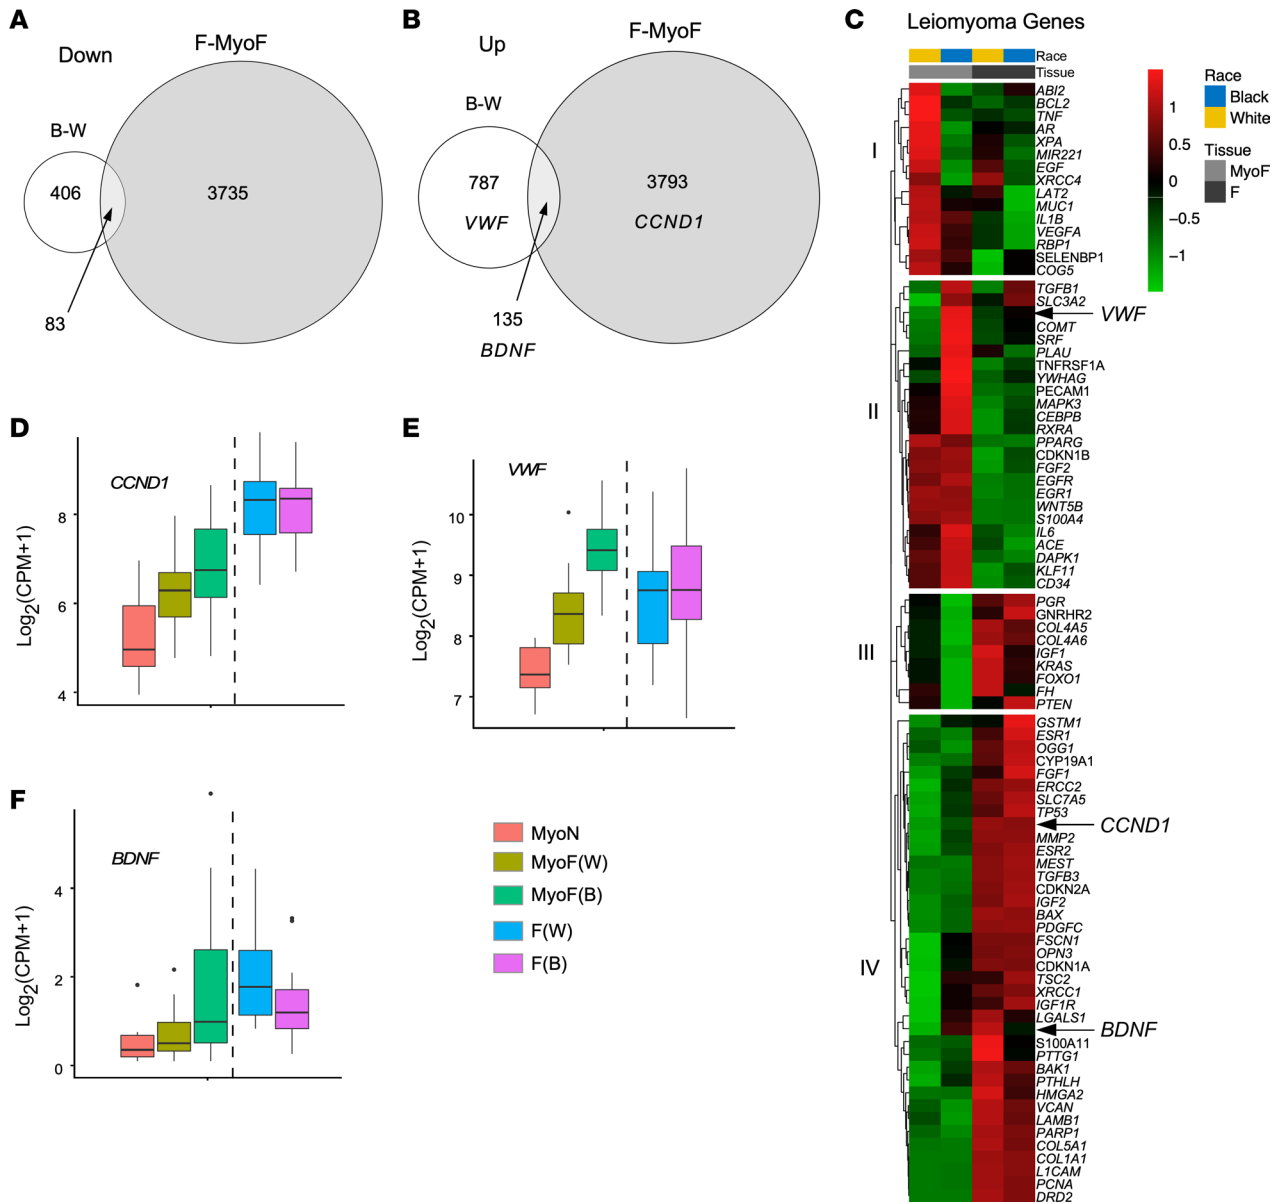 A
Down
F-MyoF
B-W
406
3735
83
B
Up
F-MyoF
B-W
787
VWF
3793
CCND1
135
BDNF
C
Leiomyoma Genes
Race
Tissue
I
ABI2
BCL2
TNF
AR
XPA
MIR221
EGF
XRCC4
LAT2
MUC1
IL1B
VEGFA
RBP1
SELENBP1
COG5
II
TGFB1
SLC3A2
VWF
COMT
SRF
PLAU
TNFRSF1A
YWHAG
PECAM1
MAPK3
CEBPB
RXRA
PPARG
CDKN1B
FGF2
EGFR
EGR1
WNT5B
S100A4
IL6
ACE
DAPK1
KLF11
CD34
III
PGR
GNRHR2
COL4A5
COL4A6
IGF1
KRAS
FOXO1
FH
PTEN
IV
GSTM1
ESR1
OGG1
CYP19A1
FGF1
ERCC2
SLC7A5
TP53
CCND1
MMP2
ESR2
MEST
TGFB3
CDKN2A
IGF2
BAX
PDGFC
FSCN1
OPN3
CDKN1A
TSC2
XRCC1
IGF1R
LGALS1
BDNF
S100A11
PTTG1
BAK1
PTHLH
HMGA2
VCAN
LAMB1
PARP1
COL5A1
COL1A1
L1CAM
PCNA
DRD2
1
0.5
0
−0.5
−1
Race
Black
White
Tissue
MyoF
F
D
CCND1
Log2(CPM+1)
8
6
4
E
VWF
Log2(CPM+1)
10
9
8
7
F
BDNF
Log2(CPM+1)
4
2
0
MyoN
MyoF(W)
MyoF(B)
F(W)
F(B)